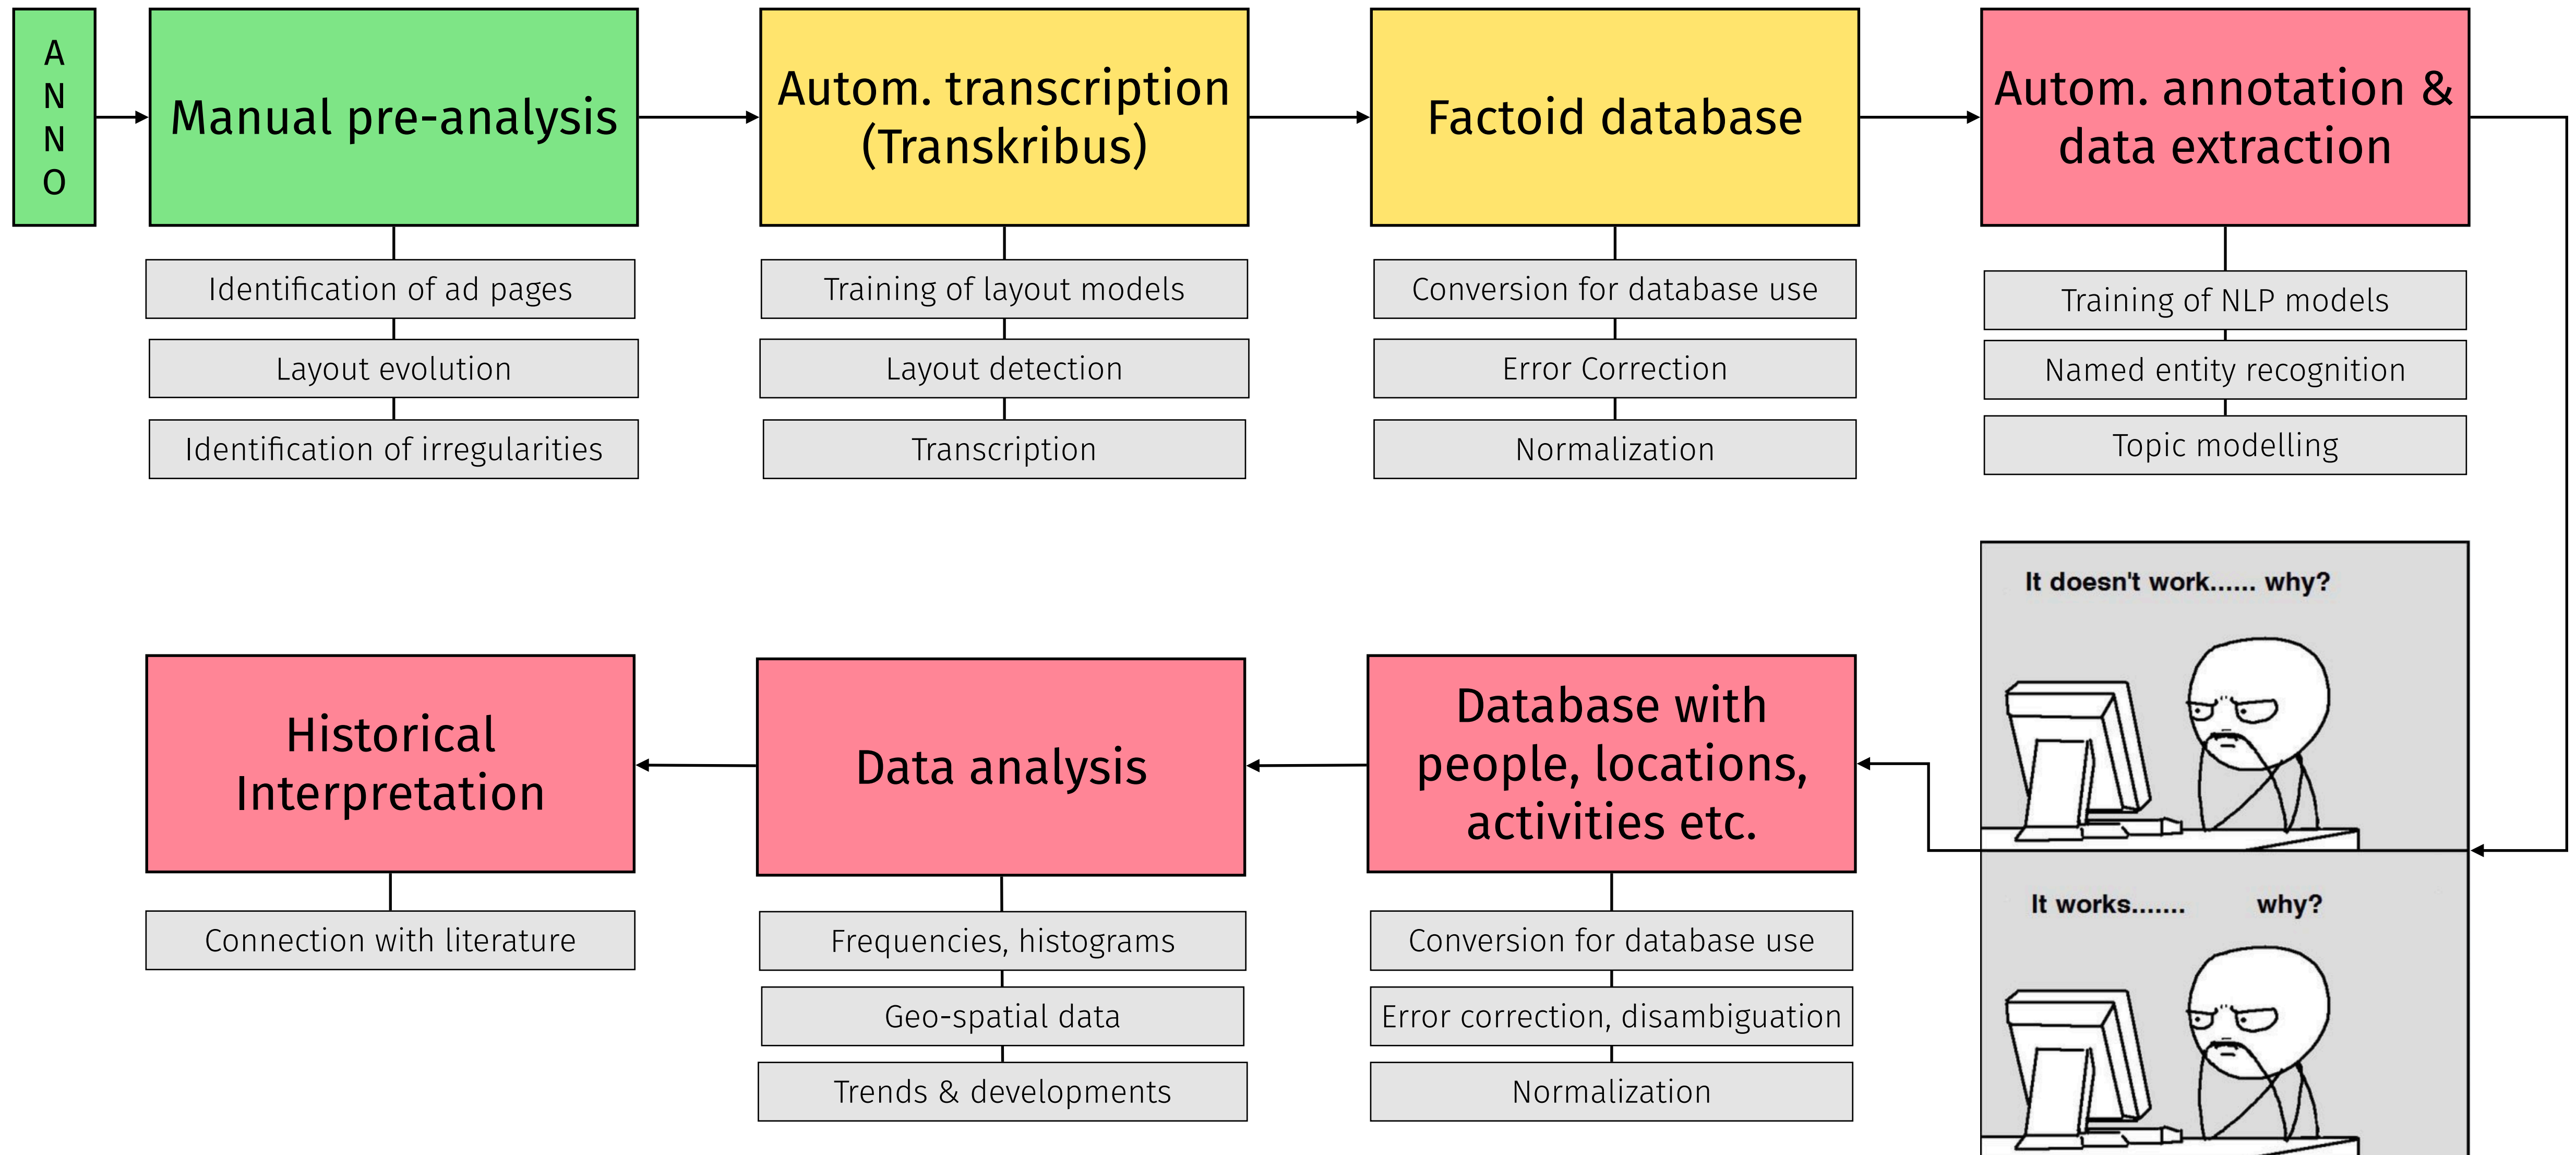 A
N
N
O
Manual pre-analysis
Identification of ad pages
Layout evolution
Identification of irregularities
Autom. transcription
(Transkribus)
Training of layout models
Layout detection
Transcription
Factoid database
Conversion for database use
Error Correction
Normalization
Autom. annotation &
data extraction
Training of NLP models
Named entity recognition
Topic modelling
It doesn't work...... why?
It works....... why?
Database with
people, locations,
activities etc.
Conversion for database use
Error correction, disambiguation
Normalization
Data analysis
Frequencies, histograms
Geo-spatial data
Trends & developments
Historical
Interpretation
Connection with literature